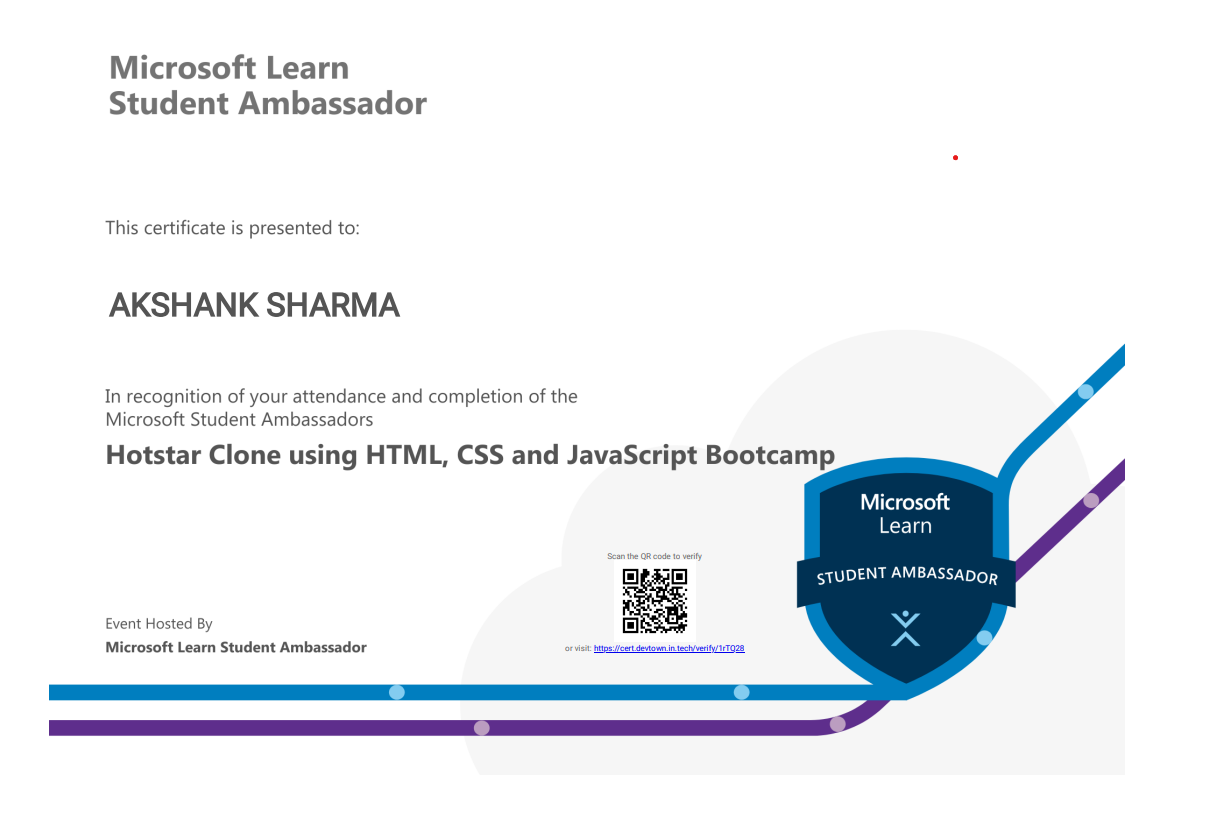 Microsoft Learn
Student Ambassador
This certificate is presented to:
AKSHANK SHARMA
In recognition of your attendance and completion of the
Microsoft Student Ambassadors
Hotstar Clone using HTML, CSS and JavaScript Bootcamp
Microsoft
Learn
STUDENT AMBASSADOR
Scan the QR code to verify
or visit: https://cert.devtown.in.tech/verify/1rTQ28
Event Hosted By
Microsoft Learn Student Ambassador